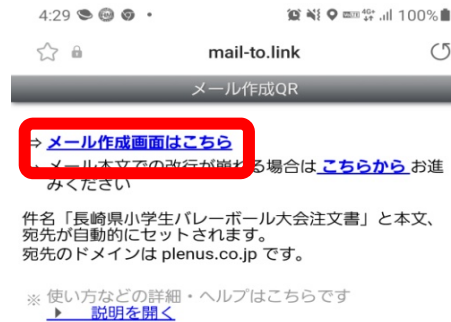 4:29
4G+ .ıl 100%
mail-to.link
メール作成QR
⇒ メール作成画面はこちら
メール本文での改行が崩れる場合は こちらから お進
みください
件名「長崎県小学生バレーボール大会注文書」と本文、
宛先が自動的にセットされます。
宛先のドメインは plenus.co.jp です。
※ 使い方などの詳細・ヘルプはこちらです
▶ 説明を開く